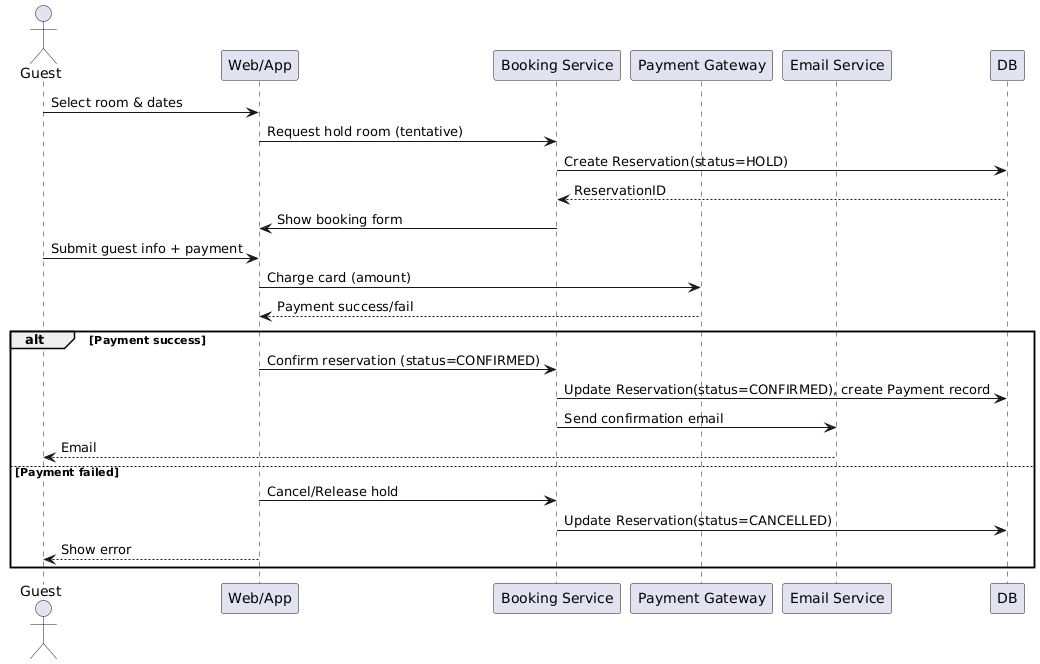 Guest
Web/App
Booking Service
Payment Gateway
Email Service
DB
Select room & dates
Request hold room (tentative)
Create Reservation(status=HOLD)
ReservationID
Show booking form
Submit guest info + payment
Charge card (amount)
Payment success/fail
alt
[Payment success]
Confirm reservation (status=CONFIRMED)
Update Reservation(status=CONFIRMED), create Payment record
Send confirmation email
Email
[Payment failed]
Cancel/Release hold
Update Reservation(status=CANCELLED)
Show error
Guest
Web/App
Booking Service
Payment Gateway
Email Service
DB